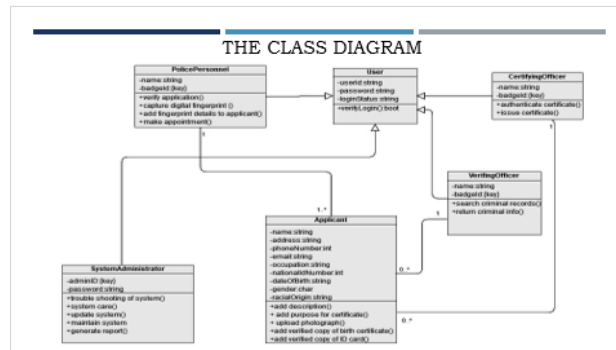 THE CLASS DIAGRAM
PolicePersonnel
-name:string
-badgeId {key}
+verify application()
+capture digital fingerprint ()
+add fingerprint details to applicant()
+make appointment()
User
-userid:string
-password:string
-loginStatus:string
+verifyLogin():boot
CertifyingOfficer
-name:string
-badgeId {key}
+authenticate certificate()
+issue certificate()
1
1
VerifingOfficer
-name:string
-badgeId {key}
+search criminal records()
+return criminal info()
1..*
1
Applicant
-name:string
-address:string
-phoneNumber:int
-email:string
-occupation:string
-nationalIdNumber:int
-dateOfBirth:string
-gender:char
-racialOrigin:string
+add description()
+ add purpose for certificate()
+ upload photograph()
+add verified copy of birth certificate()
+add verified copy of ID card()
0..*
0..*
SystemAdministrator
-adminID {key}
-password:string
+trouble shooting of system()
+system care()
+update system()
+maintain system
+generate report()